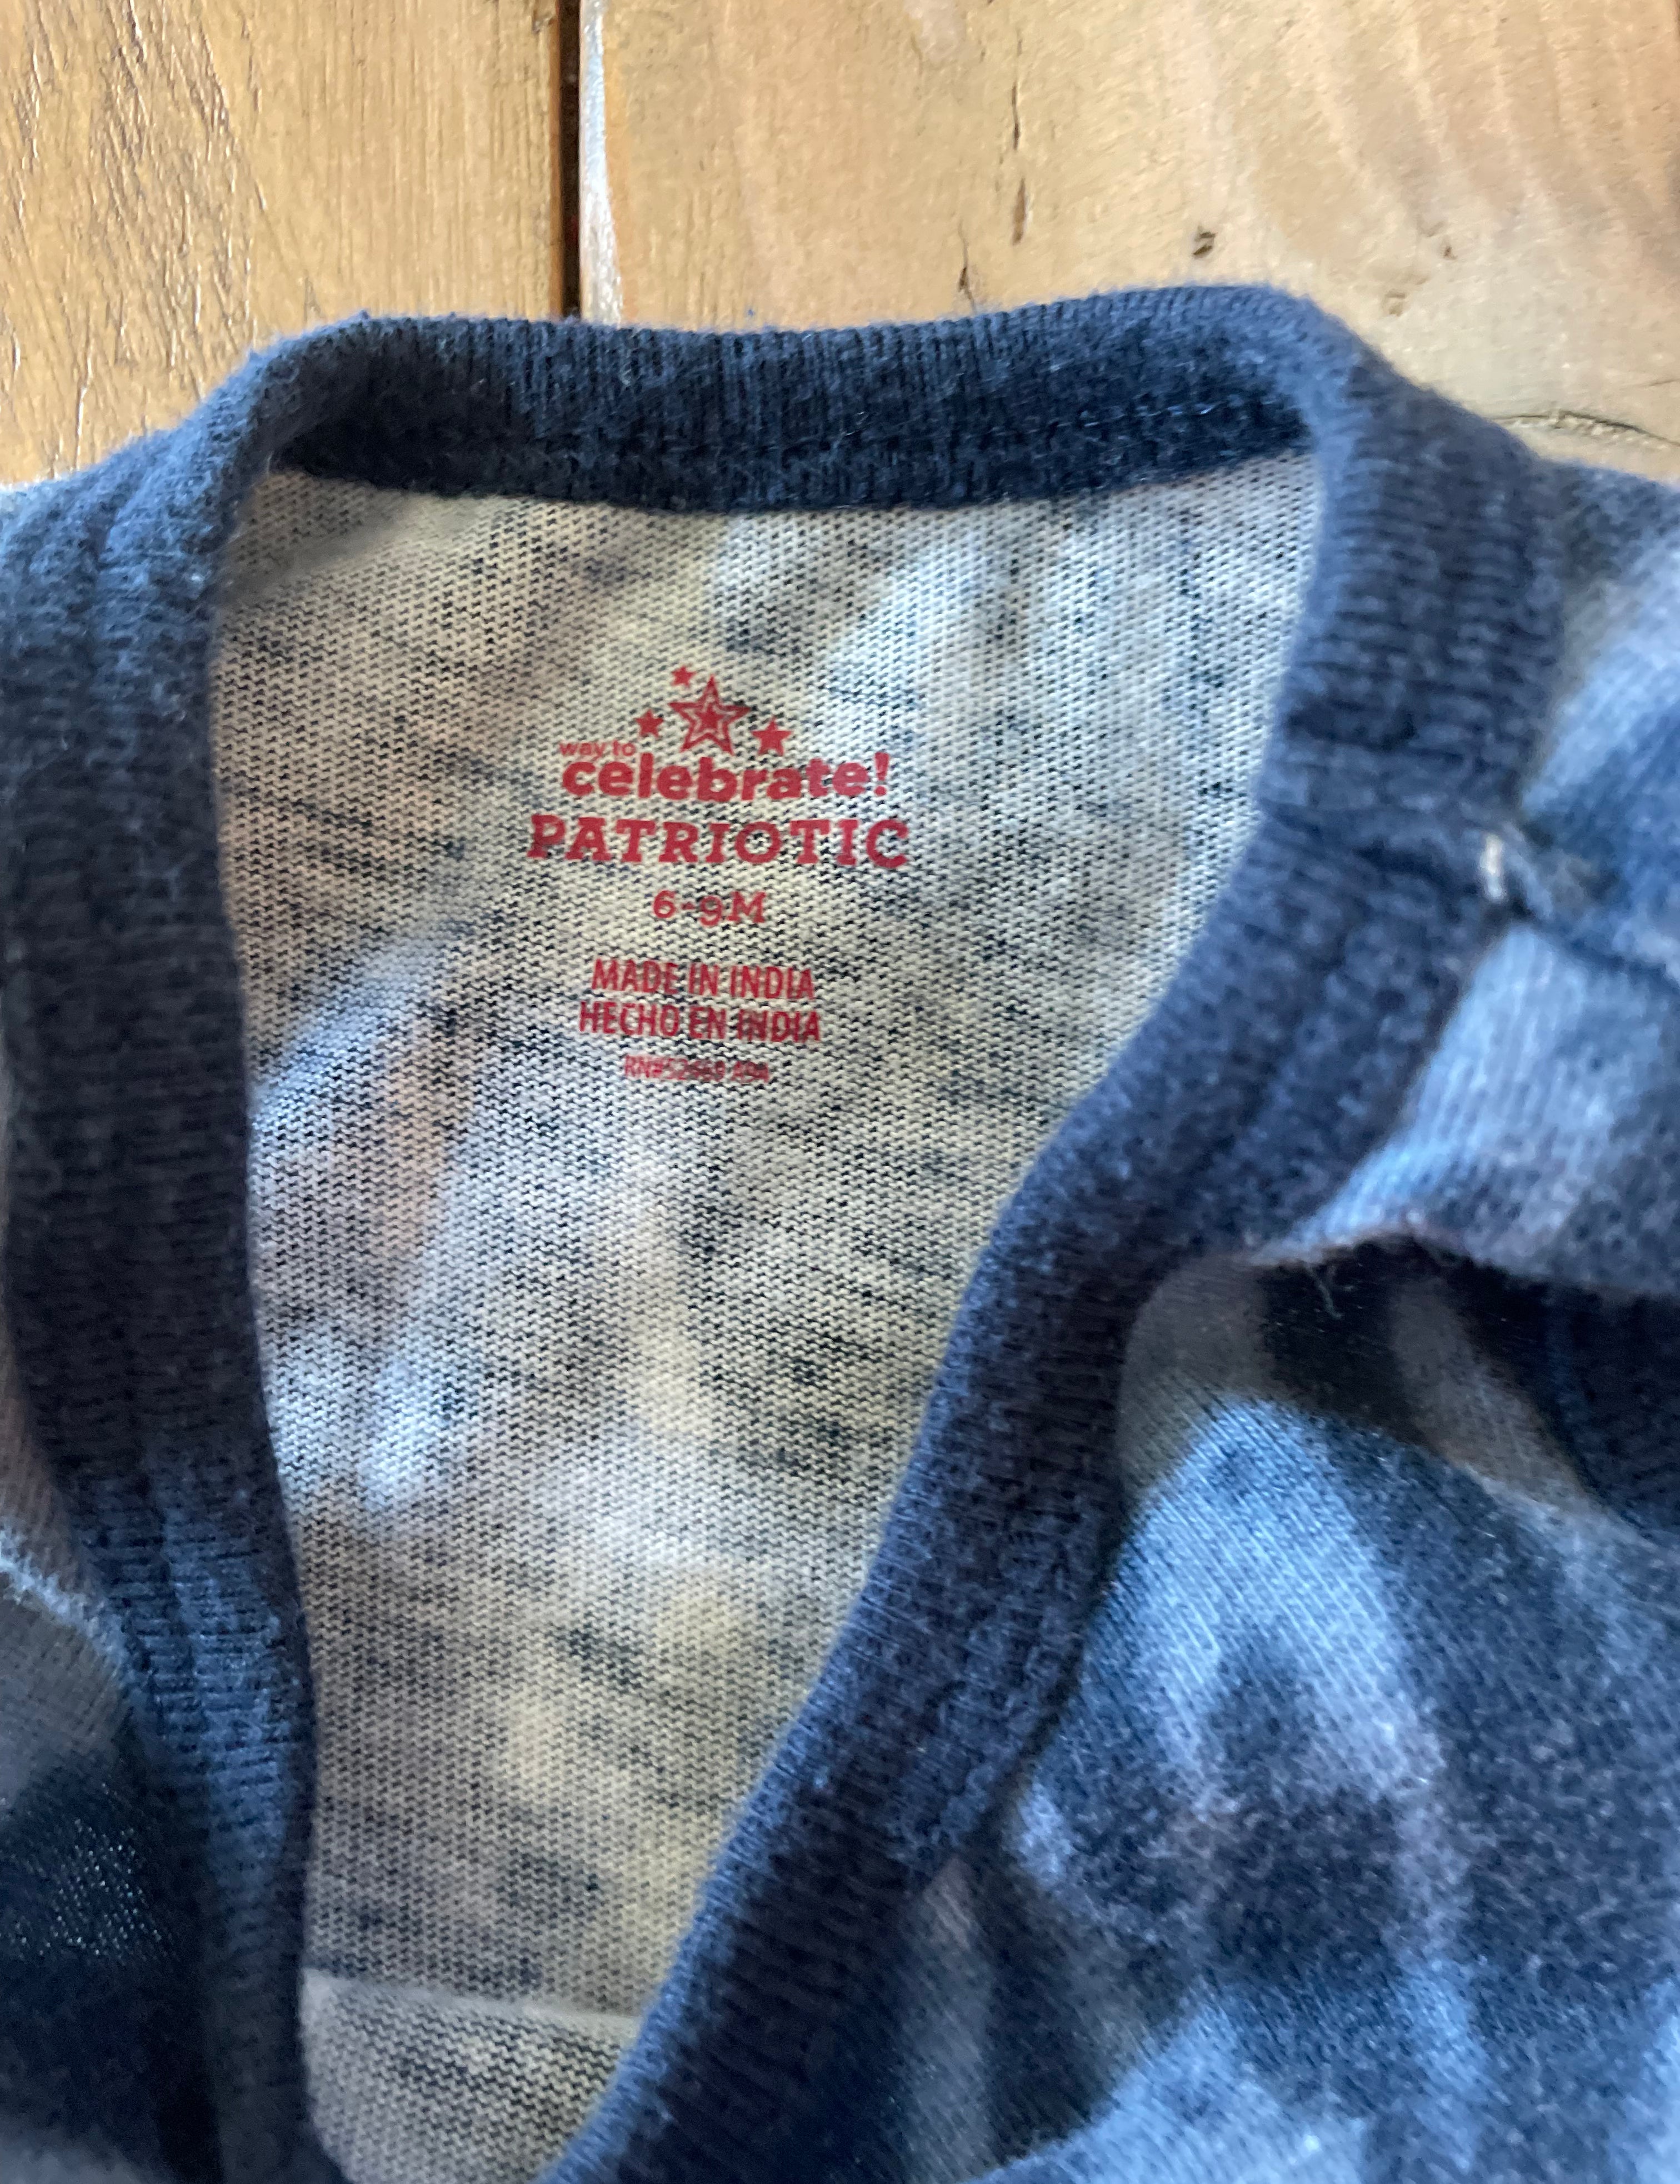 way to
celebrate!
PATRIOTIC
6-9M
MADE IN INDIA
HECHO EN INDIA